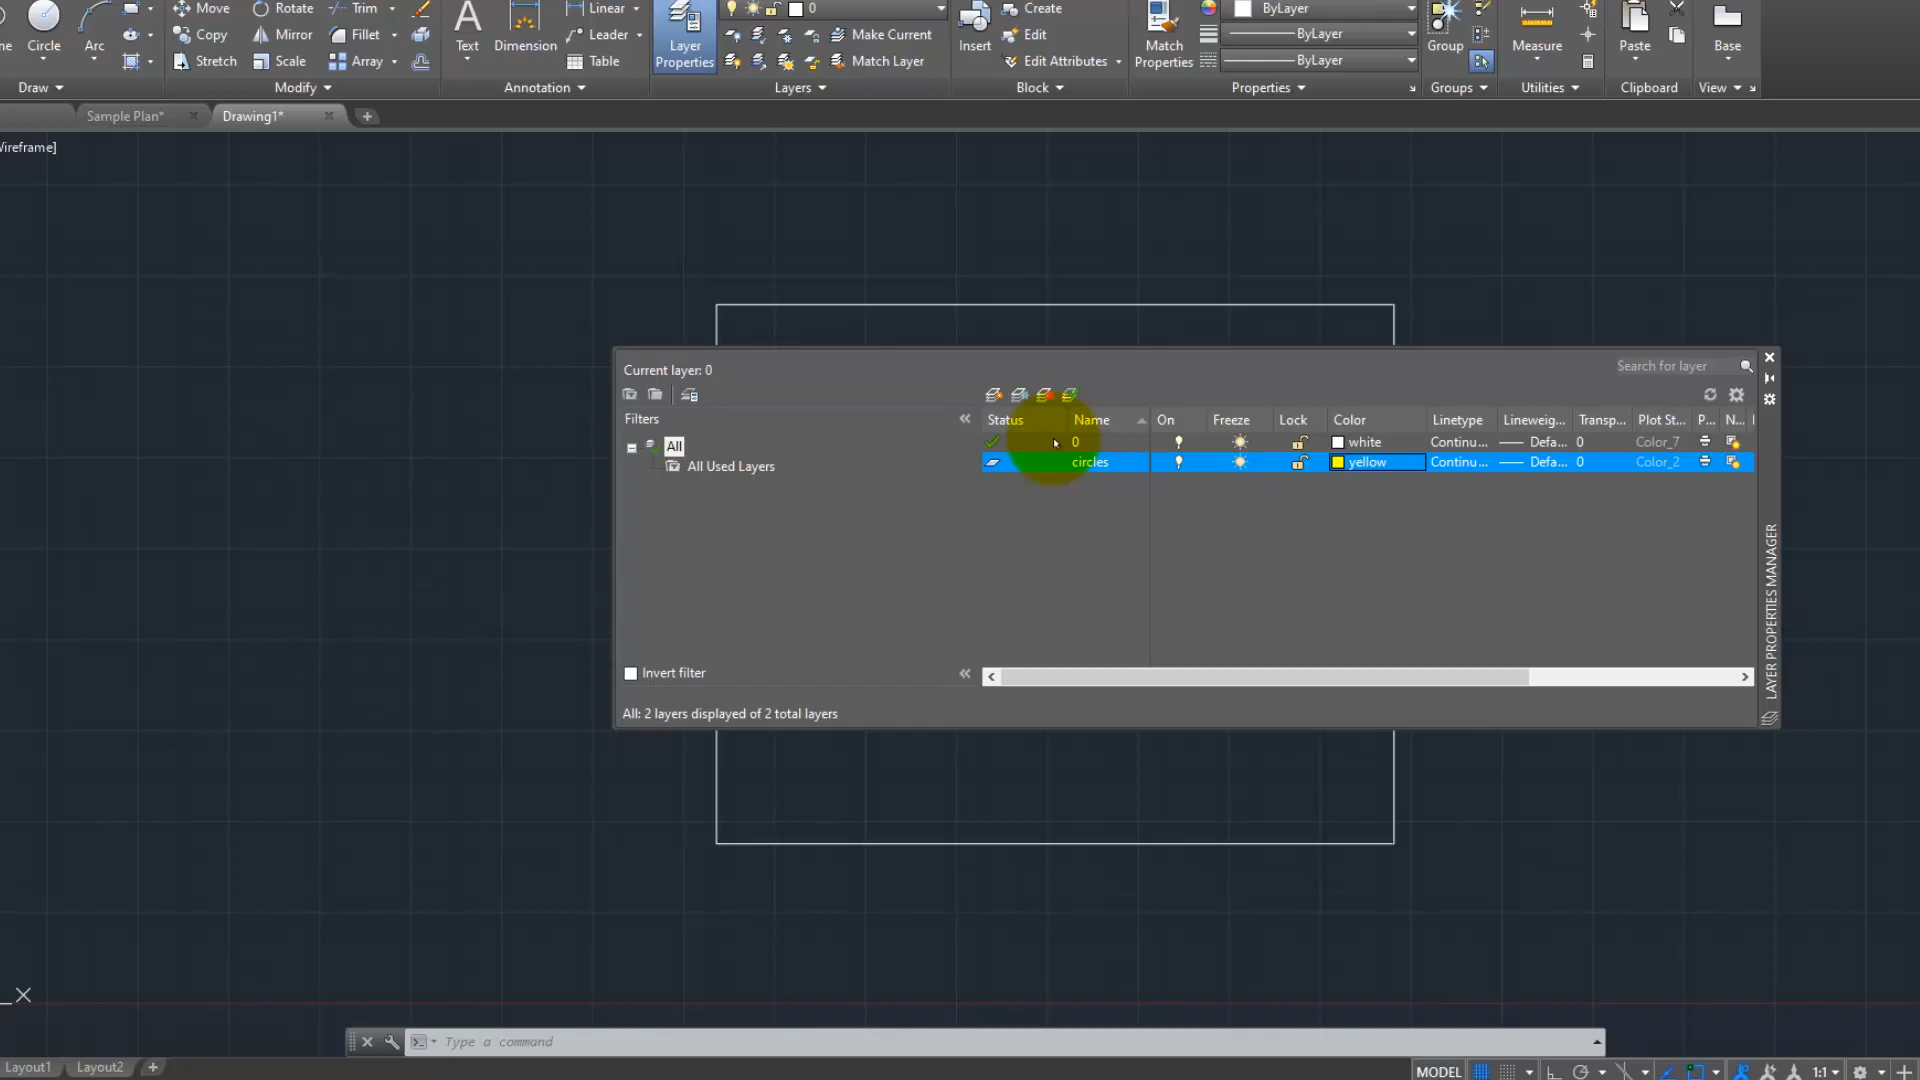 Move Rotate Trim Linear 0 Create ByLayer
Circle Arc Copy Mirror Fillet Text Dimension Leader Layer Properties Make Current Insert Edit Match Properties ByLayer Group Measure Paste Base
Stretch Scale Array Table Match Layer Edit Attributes ByLayer
Draw Modify Annotation Layers Block Properties Groups Utilities Clipboard View
Sample Plan* Drawing1*
Wireframe]
Current layer: 0 Search for layer
Filters Status Name On Freeze Lock Color Linetype Lineweig... Transp... Plot St... P... N...
All 0 white Continu... Defa... 0 Color_7
All Used Layers circles yellow Continu... Defa... 0 Color_2
Invert filter
All: 2 layers displayed of 2 total layers
LAYER PROPERTIES MANAGER
Type a command
Layout1 Layout2 MODEL 1:1